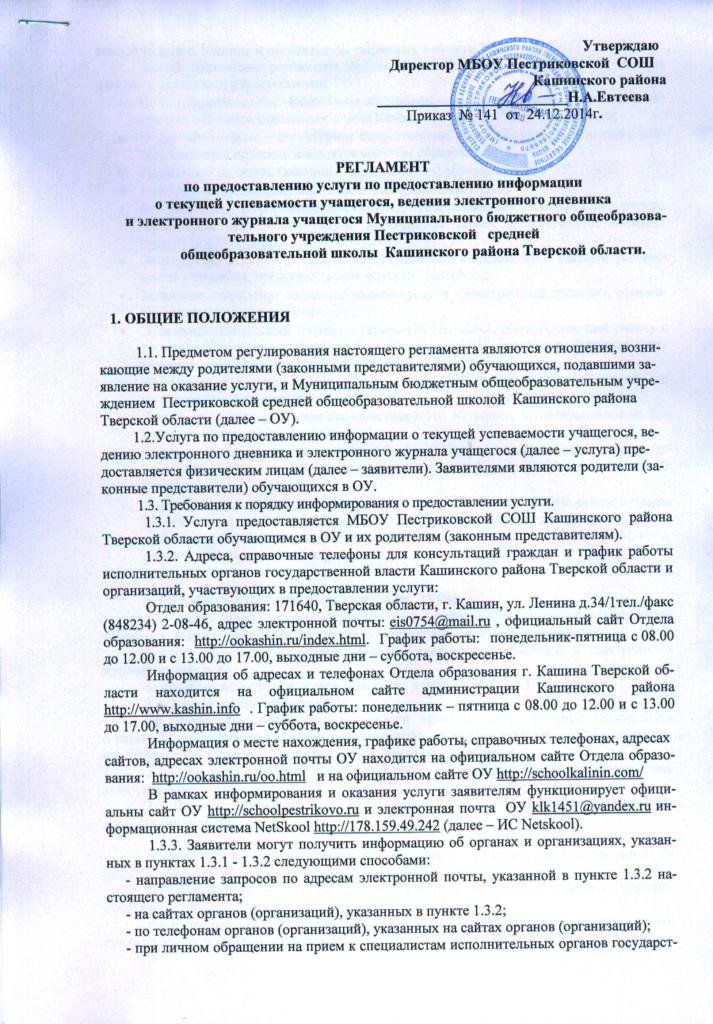 Утверждаю
Директор МБОУ Пестриковской СОШ
Кашинского района
Н.А.Евтеева
Приказ № 141 от 24.12.2014г.
РЕГЛАМЕНТ
по предоставлению услуги по предоставлению информации
о текущей успеваемости учащегося, ведения электронного дневника
и электронного журнала учащегося Муниципального бюджетного общеобразова-
тельного учреждения Пестриковской средней
общеобразовательной школы Кашинского района Тверской области.
1. ОБЩИЕ ПОЛОЖЕНИЯ
1.1. Предметом регулирования настоящего регламента являются отношения, возни-
кающие между родителями (законными представителями) обучающихся, подавшими за-
явление на оказание услуги, и Муниципальным бюджетным общеобразовательным учре-
ждением Пестриковской средней общеобразовательной школой Кашинского района
Тверской области (далее – ОУ).
1.2.Услуга по предоставлению информации о текущей успеваемости учащегося, ве-
дению электронного дневника и электронного журнала учащегося (далее – услуга) пре-
доставляется физическим лицам (далее – заявители). Заявителями являются родители (за-
конные представители) обучающихся в ОУ.
1.3. Требования к порядку информирования о предоставлении услуги.
1.3.1. Услуга предоставляется МБОУ Пестриковской СОШ Кашинского района
Тверской области обучающимся в ОУ и их родителям (законным представителям).
1.3.2. Адреса, справочные телефоны для консультаций граждан и график работы
исполнительных органов государственной власти Кашинского района Тверской области и
организаций, участвующих в предоставлении услуги:
Отдел образования: 171640, Тверская области, г. Кашин, ул. Ленина д.34/1тел./факс
(848234) 2-08-46, адрес электронной почты: eis0754@mail.ru , официальный сайт Отдела
образования: http://ookashin.ru/index.html. График работы: понедельник-пятница с 08.00
до 12.00 и с 13.00 до 17.00, выходные дни – суббота, воскресенье.
Информация об адресах и телефонах Отдела образования г. Кашина Тверской об-
ласти находится на официальном сайте администрации Кашинского района
http://www.kashin.info . График работы: понедельник – пятница с 08.00 до 12.00 и с 13.00
до 17.00, выходные дни – суббота, воскресенье.
Информация о месте нахождения, графике работы, справочных телефонах, адресах
сайтов, адресах электронной почты ОУ находится на официальном сайте Отдела образо-
вания: http://ookashin.ru/oo.html и на официальном сайте ОУ http://schoolkalinin.com/
В рамках информирования и оказания услуги заявителям функционирует офици-
альны сайт ОУ http://schoolpestrikovo.ru и электронная почта ОУ klk1451@yandex.ru ин-
формационная система NetSkool http://178.159.49.242 (далее – ИС Netskool).
1.3.3. Заявители могут получить информацию об органах и организациях, указан-
ных в пунктах 1.3.1 - 1.3.2 следующими способами:
- направление запросов по адресам электронной почты, указанной в пункте 1.3.2 на-
стоящего регламента;
- на сайтах органов (организаций), указанных в пункте 1.3.2;
- по телефонам органов (организаций), указанных на сайтах органов (организаций);
- при личном обращении на прием к специалистам исполнительных органов государст-